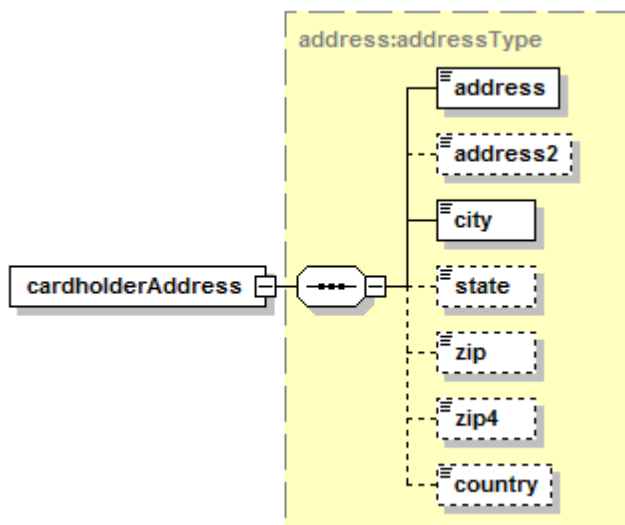 address:addressType
address
address2
city
cardholderAddress
state
zip
zip4
country